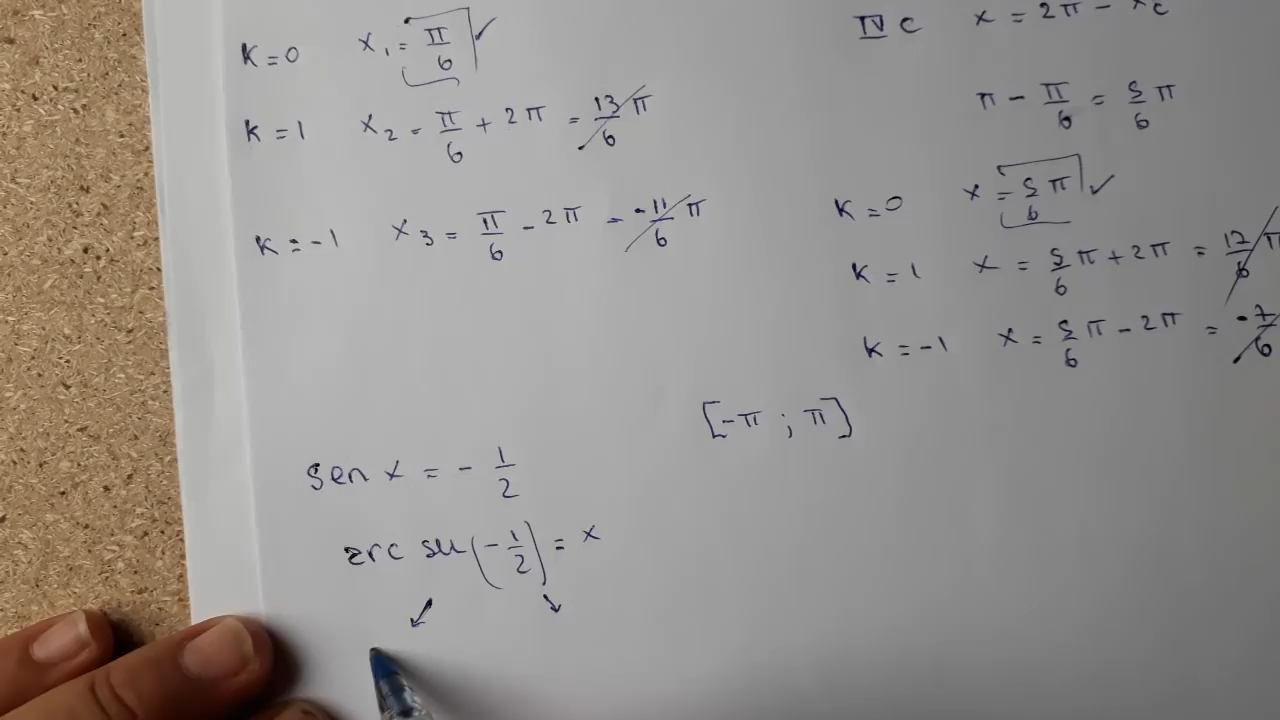 K=0 x₁ = π/6 ✓
K=1 x₂ = π/6 + 2π = 13/6 π
K=-1 x₃ = π/6 - 2π = -11/6 π
IV C x = 2π - xc
π - π/6 = 5/6 π
K=0 x = 5/6 π ✓
K=1 x = 5/6 π + 2π = 17/6 π
K=-1 x = 5/6 π - 2π = -7/6
[-π ; π]
sen x = - 1/2
arc sen (- 1/2) = x